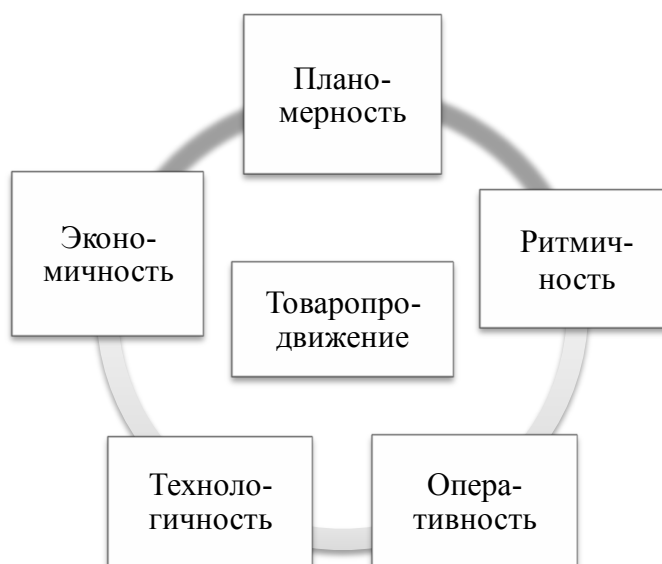 Плано-
мерность
Эконо-
мичность
Ритмич-
ность
Товаропро-
движение
Техноло-
гичность
Опера-
тивность